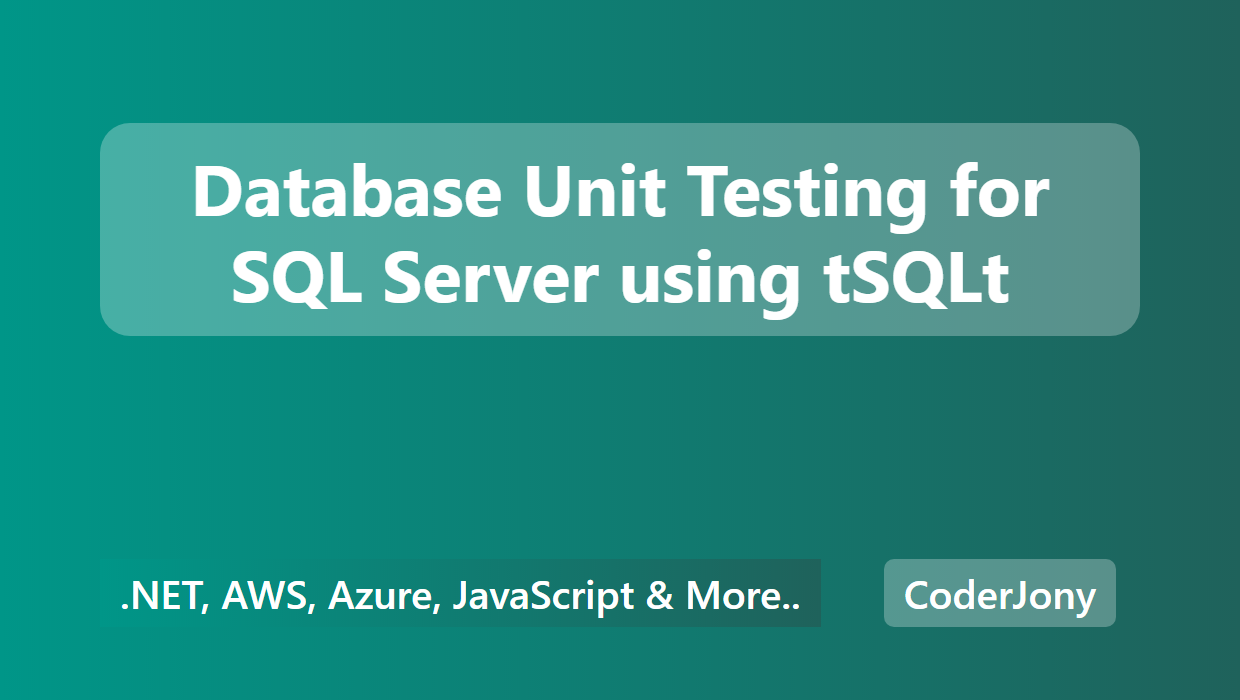 Database Unit Testing for
SQL Server using tSQLt
.NET, AWS, Azure, JavaScript & More..
CoderJony